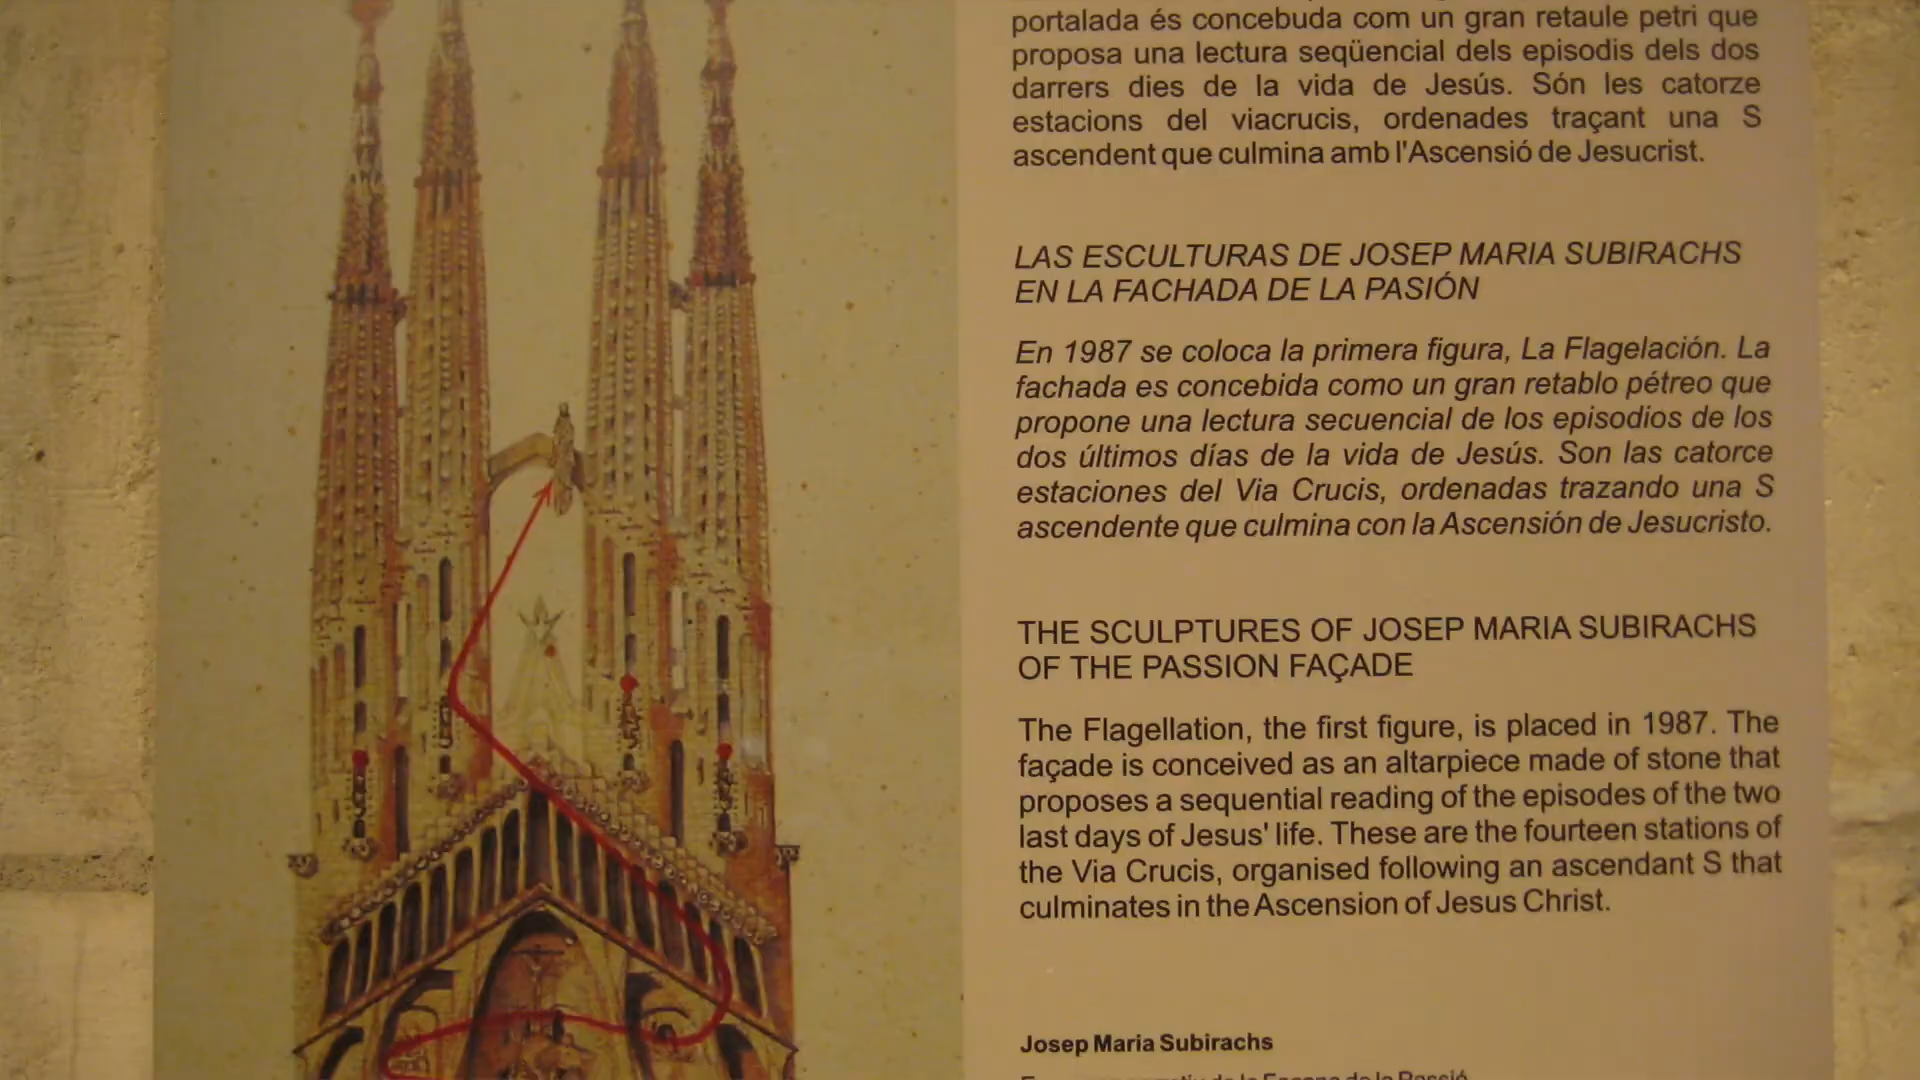 portalada és concebuda com un gran retaule petri que
proposa una lectura seqüencial dels episodis dels dos
darrers dies de la vida de Jesús. Són les catorze
estacions del viacrucis, ordenades traçant una S
ascendent que culmina amb l'Ascensió de Jesucrist.
LAS ESCULTURAS DE JOSEP MARIA SUBIRACHS
EN LA FACHADA DE LA PASIÓN
En 1987 se coloca la primera figura, La Flagelación. La
fachada es concebida como un gran retablo pétreo que
propone una lectura secuencial de los episodios de los
dos últimos días de la vida de Jesús. Son las catorce
estaciones del Via Crucis, ordenadas trazando una S
ascendente que culmina con la Ascensión de Jesucristo.
THE SCULPTURES OF JOSEP MARIA SUBIRACHS
OF THE PASSION FAÇADE
The Flagellation, the first figure, is placed in 1987. The
façade is conceived as an altarpiece made of stone that
proposes a sequential reading of the episodes of the two
last days of Jesus' life. These are the fourteen stations of
the Via Crucis, organised following an ascendant S that
culminates in the Ascension of Jesus Christ.
Josep Maria Subirachs
de la Façana de la Passió